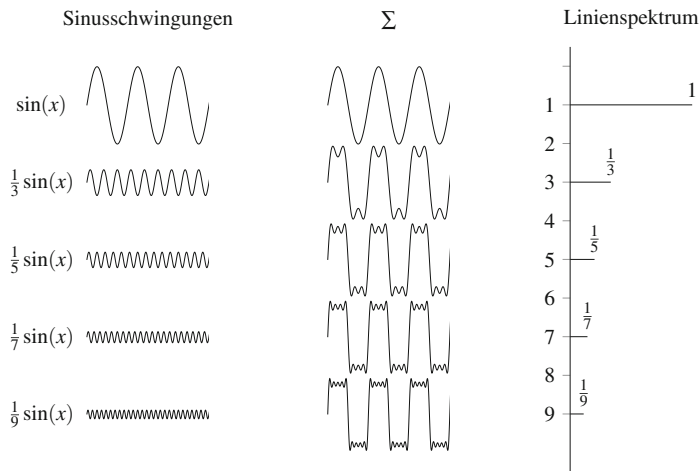 Sinusschwingungen Σ Linienspektrum
sin(x) 1 1
2
1/3 sin(x) 3 1/3
4
1/5 sin(x) 5 1/5
6
1/7 sin(x) 7 1/7
8
1/9 sin(x) 9 1/9